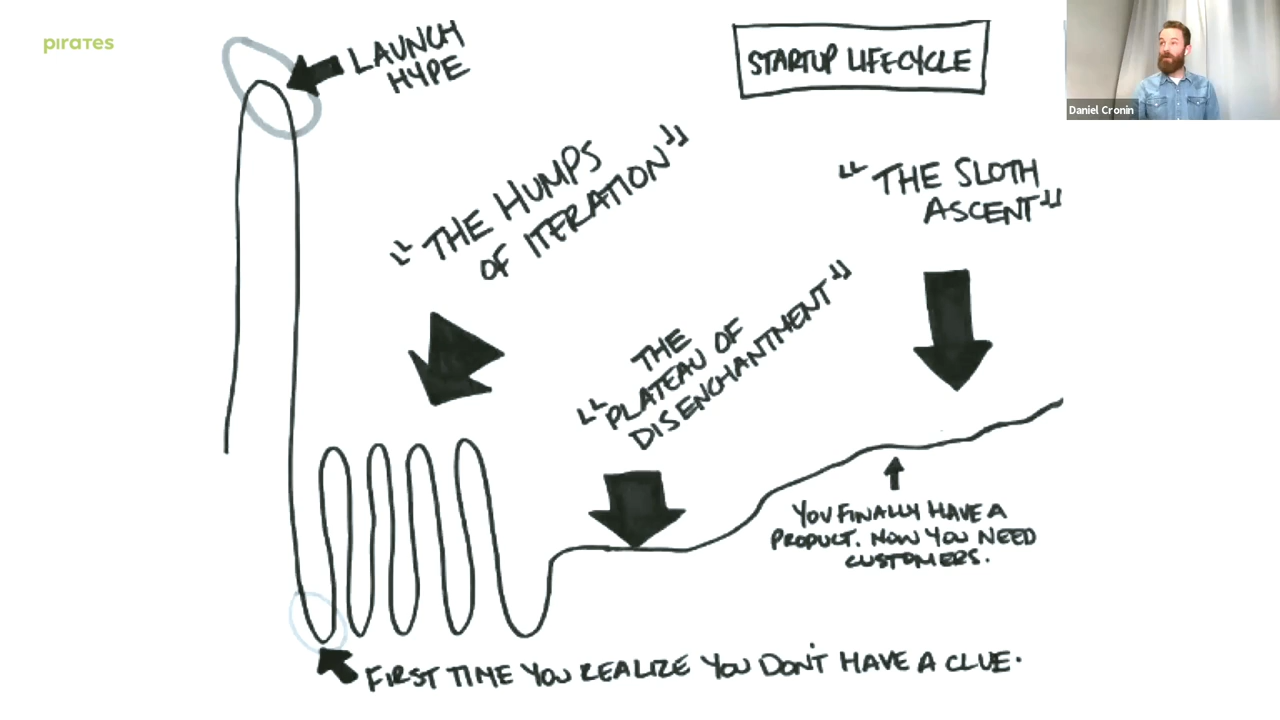 pirates
LAUNCH
HYPE
STARTUP LIFECYCLE
Daniel Cronin
"THE HUMPS
OF ITERATION"
"THE SLOTH
ASCENT"
THE
"PLATEAU OF
DISENCHANTMENT"
YOU FINALLY HAVE A
PRODUCT. NOW YOU NEED
CUSTOMERS.
FIRST TIME YOU REALIZE YOU DON'T HAVE A CLUE.